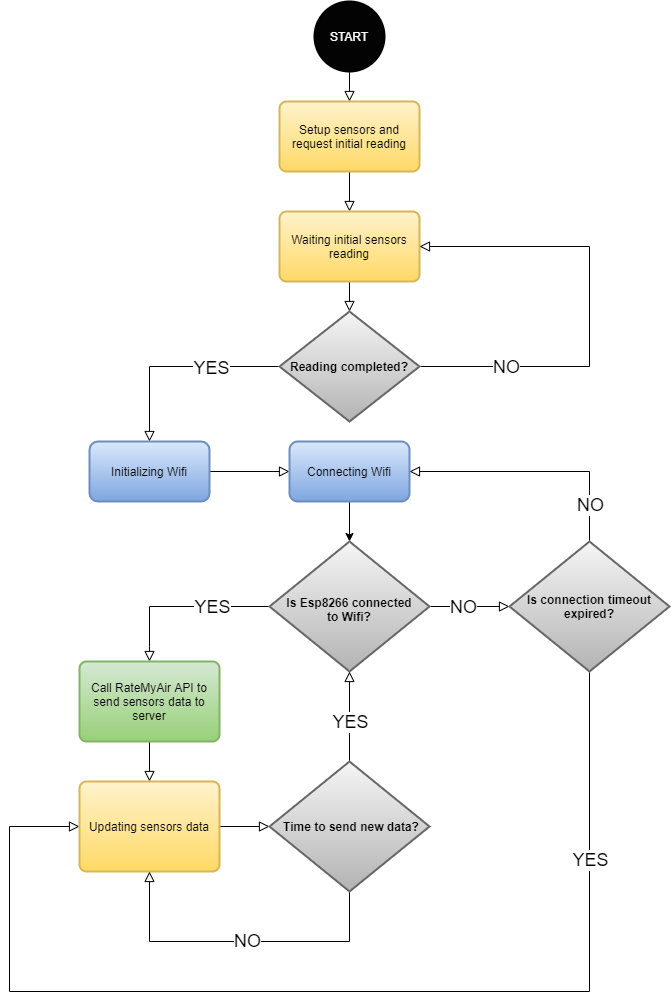 START
Setup sensors and
request initial reading
Waiting initial sensors
reading
Reading completed?
YES
NO
Initializing Wifi
Connecting Wifi
NO
Is Esp8266 connected
to Wifi?
YES
NO
Is connection timeout
expired?
Call RateMyAir API to
send sensors data to
server
YES
Updating sensors data
Time to send new data?
YES
NO